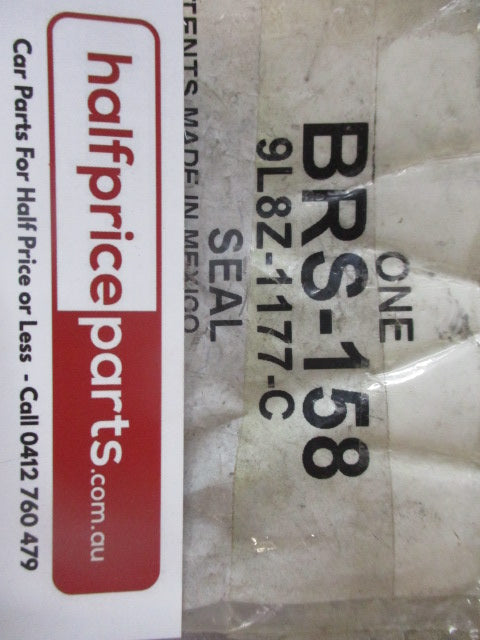 ONE
BRS-158
9L8Z-1177-C
SEAL
TENTS MADE IN MEXICO
halfpriceparts.com.au
Car Parts For Half Price or Less - Call 0412 760 479